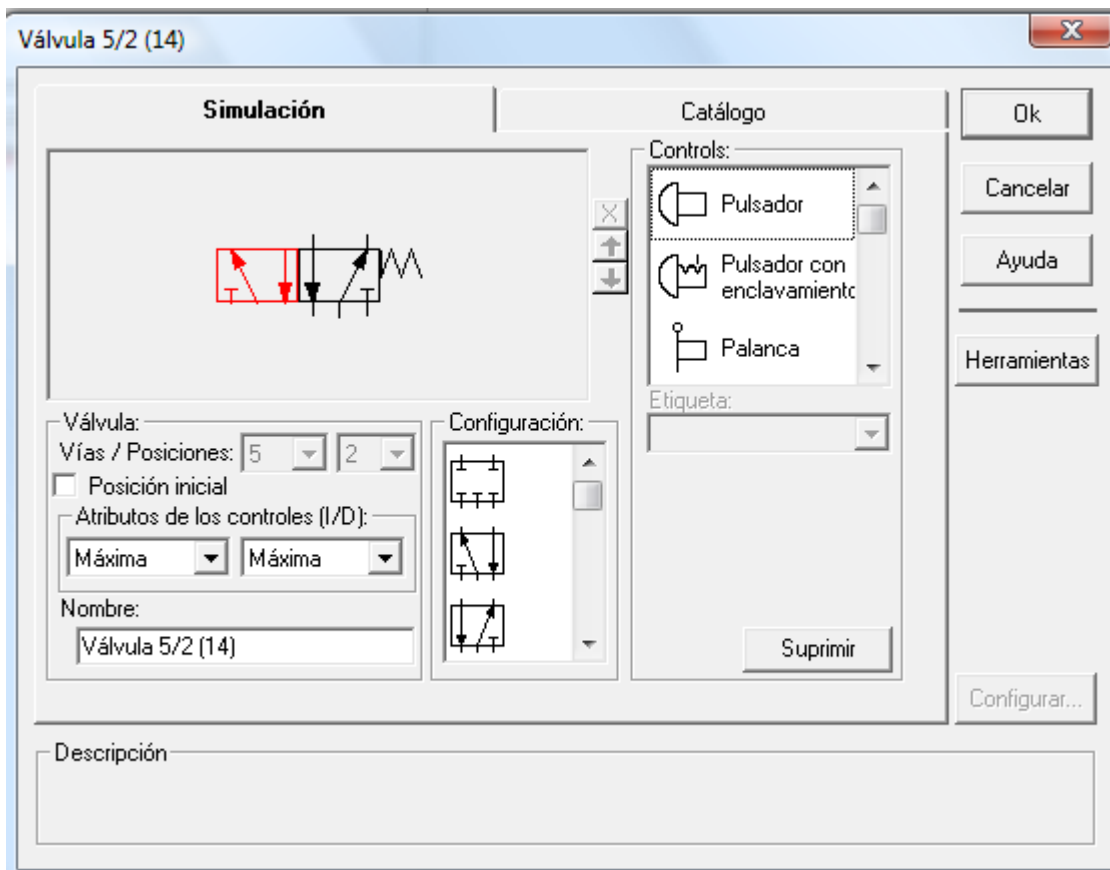 Válvula 5/2 (14)
Simulación
Catálogo
Ok
Cancelar
Ayuda
Herramientas
Configurar...
Controls:
Pulsador
Pulsador con
enclavamiento
Palanca
Etiqueta:
Suprimir
Válvula:
Vías / Posiciones: 5 2
Posición inicial
Atributos de los controles (I/D):
Máxima Máxima
Nombre:
Válvula 5/2 (14)
Configuración:
Descripción